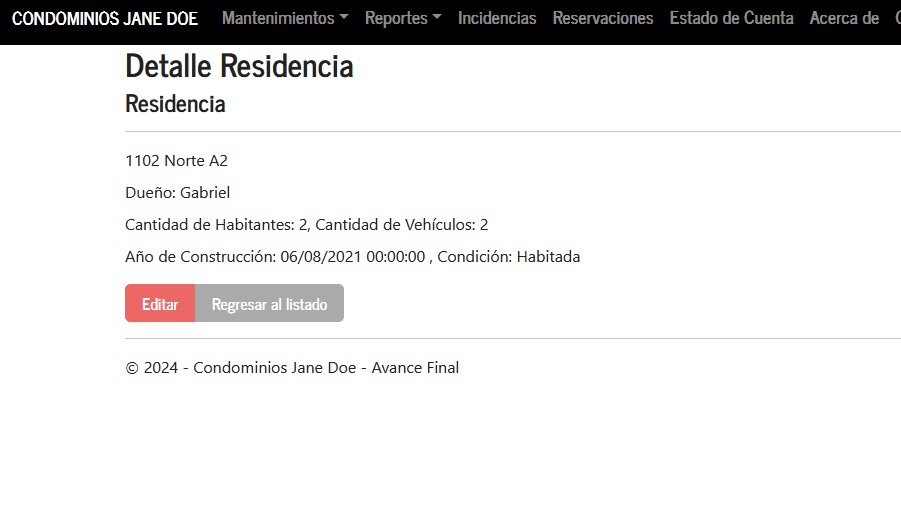 CONDOMINIOS JANE DOE Mantenimientos Reportes Incidencias Reservaciones Estado de Cuenta Acerca de
Detalle Residencia
Residencia
1102 Norte A2
Dueño: Gabriel
Cantidad de Habitantes: 2, Cantidad de Vehículos: 2
Año de Construcción: 06/08/2021 00:00:00 , Condición: Habitada
Editar Regresar al listado
© 2024 - Condominios Jane Doe - Avance Final